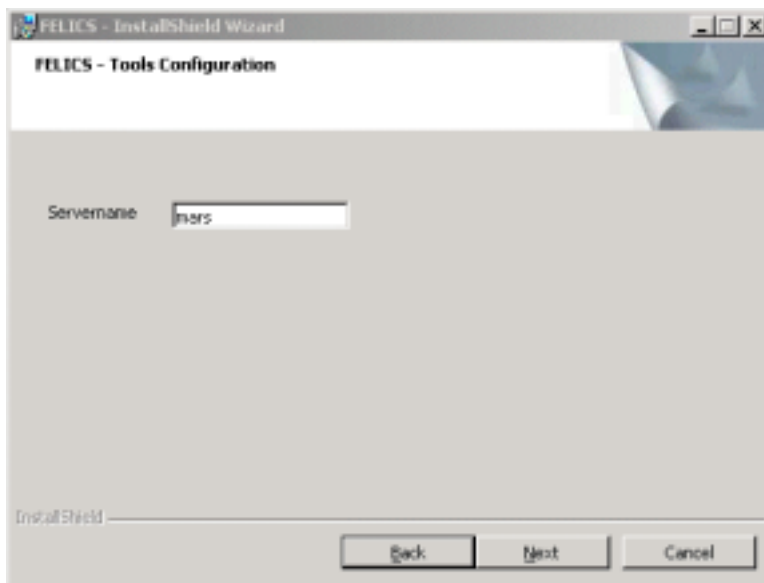 FELICS - InstallShield Wizard
FELICS - Tools Configuration
Servername mars
InstallShield
Back Next Cancel